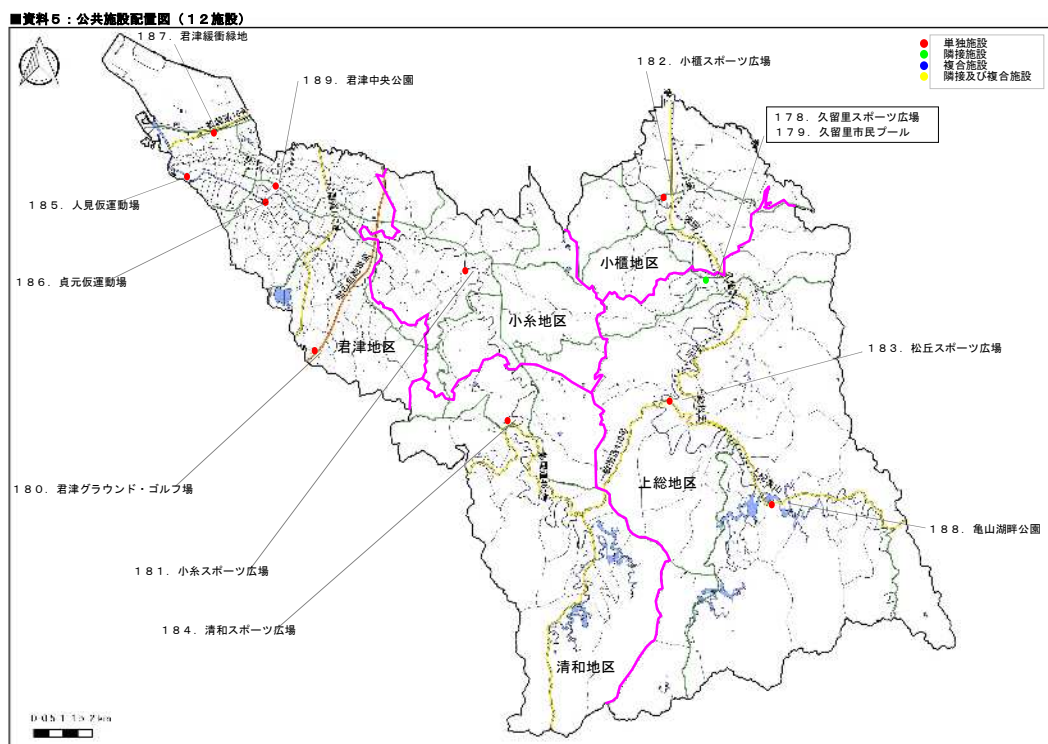 ■資料5：公共施設配置図（12施設）
187．君津緩衝緑地
189．君津中央公園
182．小櫃スポーツ広場
単独施設
隣接施設
複合施設
隣接及び複合施設
178．久留里スポーツ広場
179．久留里市民プール
185．人見仮運動場
186．貞元仮運動場
小櫃地区
小糸地区
君津地区
183．松丘スポーツ広場
上総地区
180．君津グラウンド・ゴルフ場
188．亀山湖畔公園
181．小糸スポーツ広場
184．清和スポーツ広場
清和地区
0 0.5 1 1.5 2 km